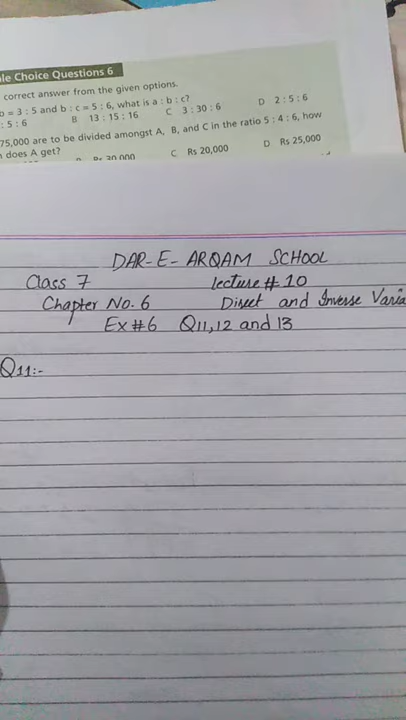 le Choice Questions 6
correct answer from the given options.
= 3 : 5 and b : c = 5 : 6, what is a : b : c?
: 5 : 6 B 13 : 15 : 16 C 3 : 30 : 6 D 2 : 5 : 6
75,000 are to be divided amongst A, B, and C in the ratio 5 : 4 : 6, how
does A get?
C Rs 20,000 D Rs 25,000
DAR-E-ARQAM SCHOOL
Class 7 lecture # 10
Chapter No. 6 Direct and Inverse Varia
Ex #6 Q11,12 and 13
Q11:-